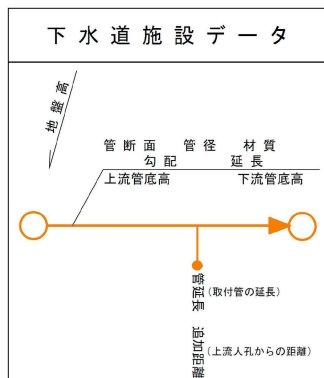 下水道施設データ
地盤高
管断面 管径 材質
勾配 延長
上流管底高 下流管底高
管延長 (取付管の延長)
追加距離 (上流人孔からの距離)